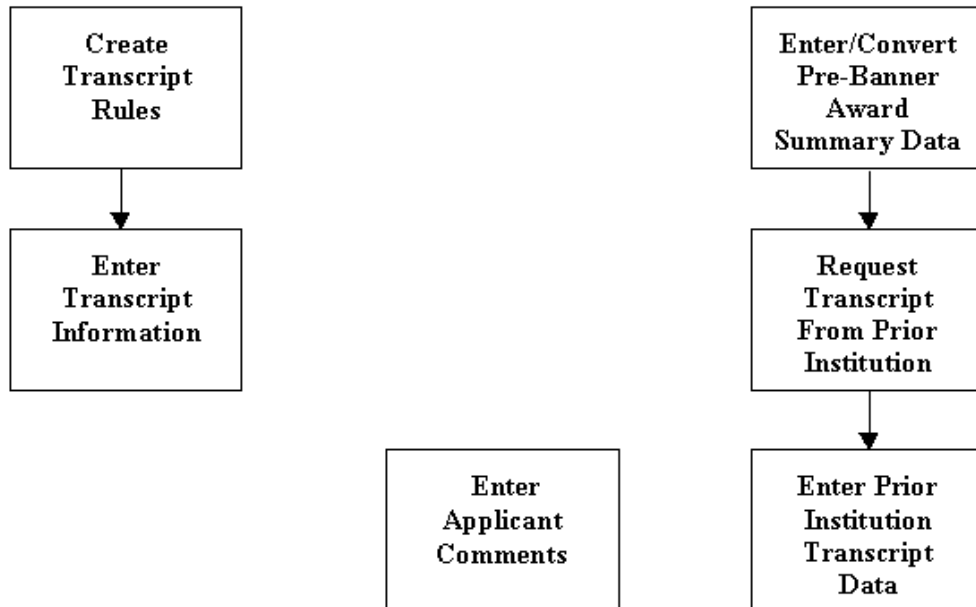 Create
Transcript
Rules
Enter/Convert
Pre-Banner
Award
Summary Data
Enter
Transcript
Information
Request
Transcript
From Prior
Institution
Enter
Applicant
Comments
Enter Prior
Institution
Transcript
Data